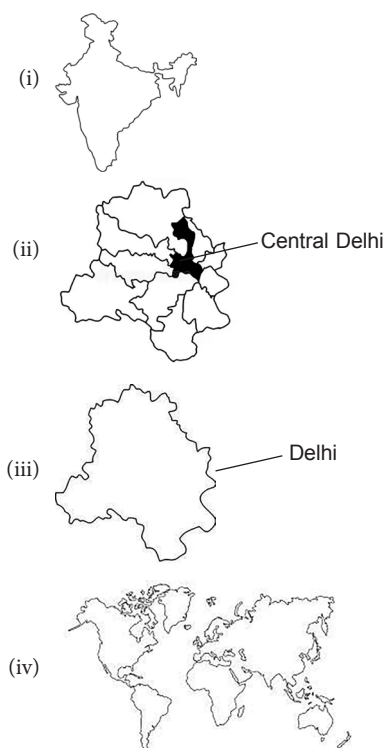 (i)
(ii)
Central Delhi
(iii)
Delhi
(iv)